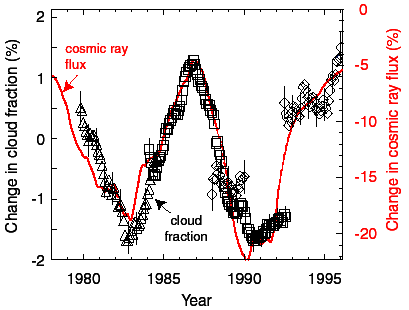 Change in cloud fraction (%)
2
1
0
-1
-2
cosmic ray
flux
cloud
fraction
1980
1985
1990
1995
Year
0
-5
-10
-15
-20
Change in cosmic ray flux (%)